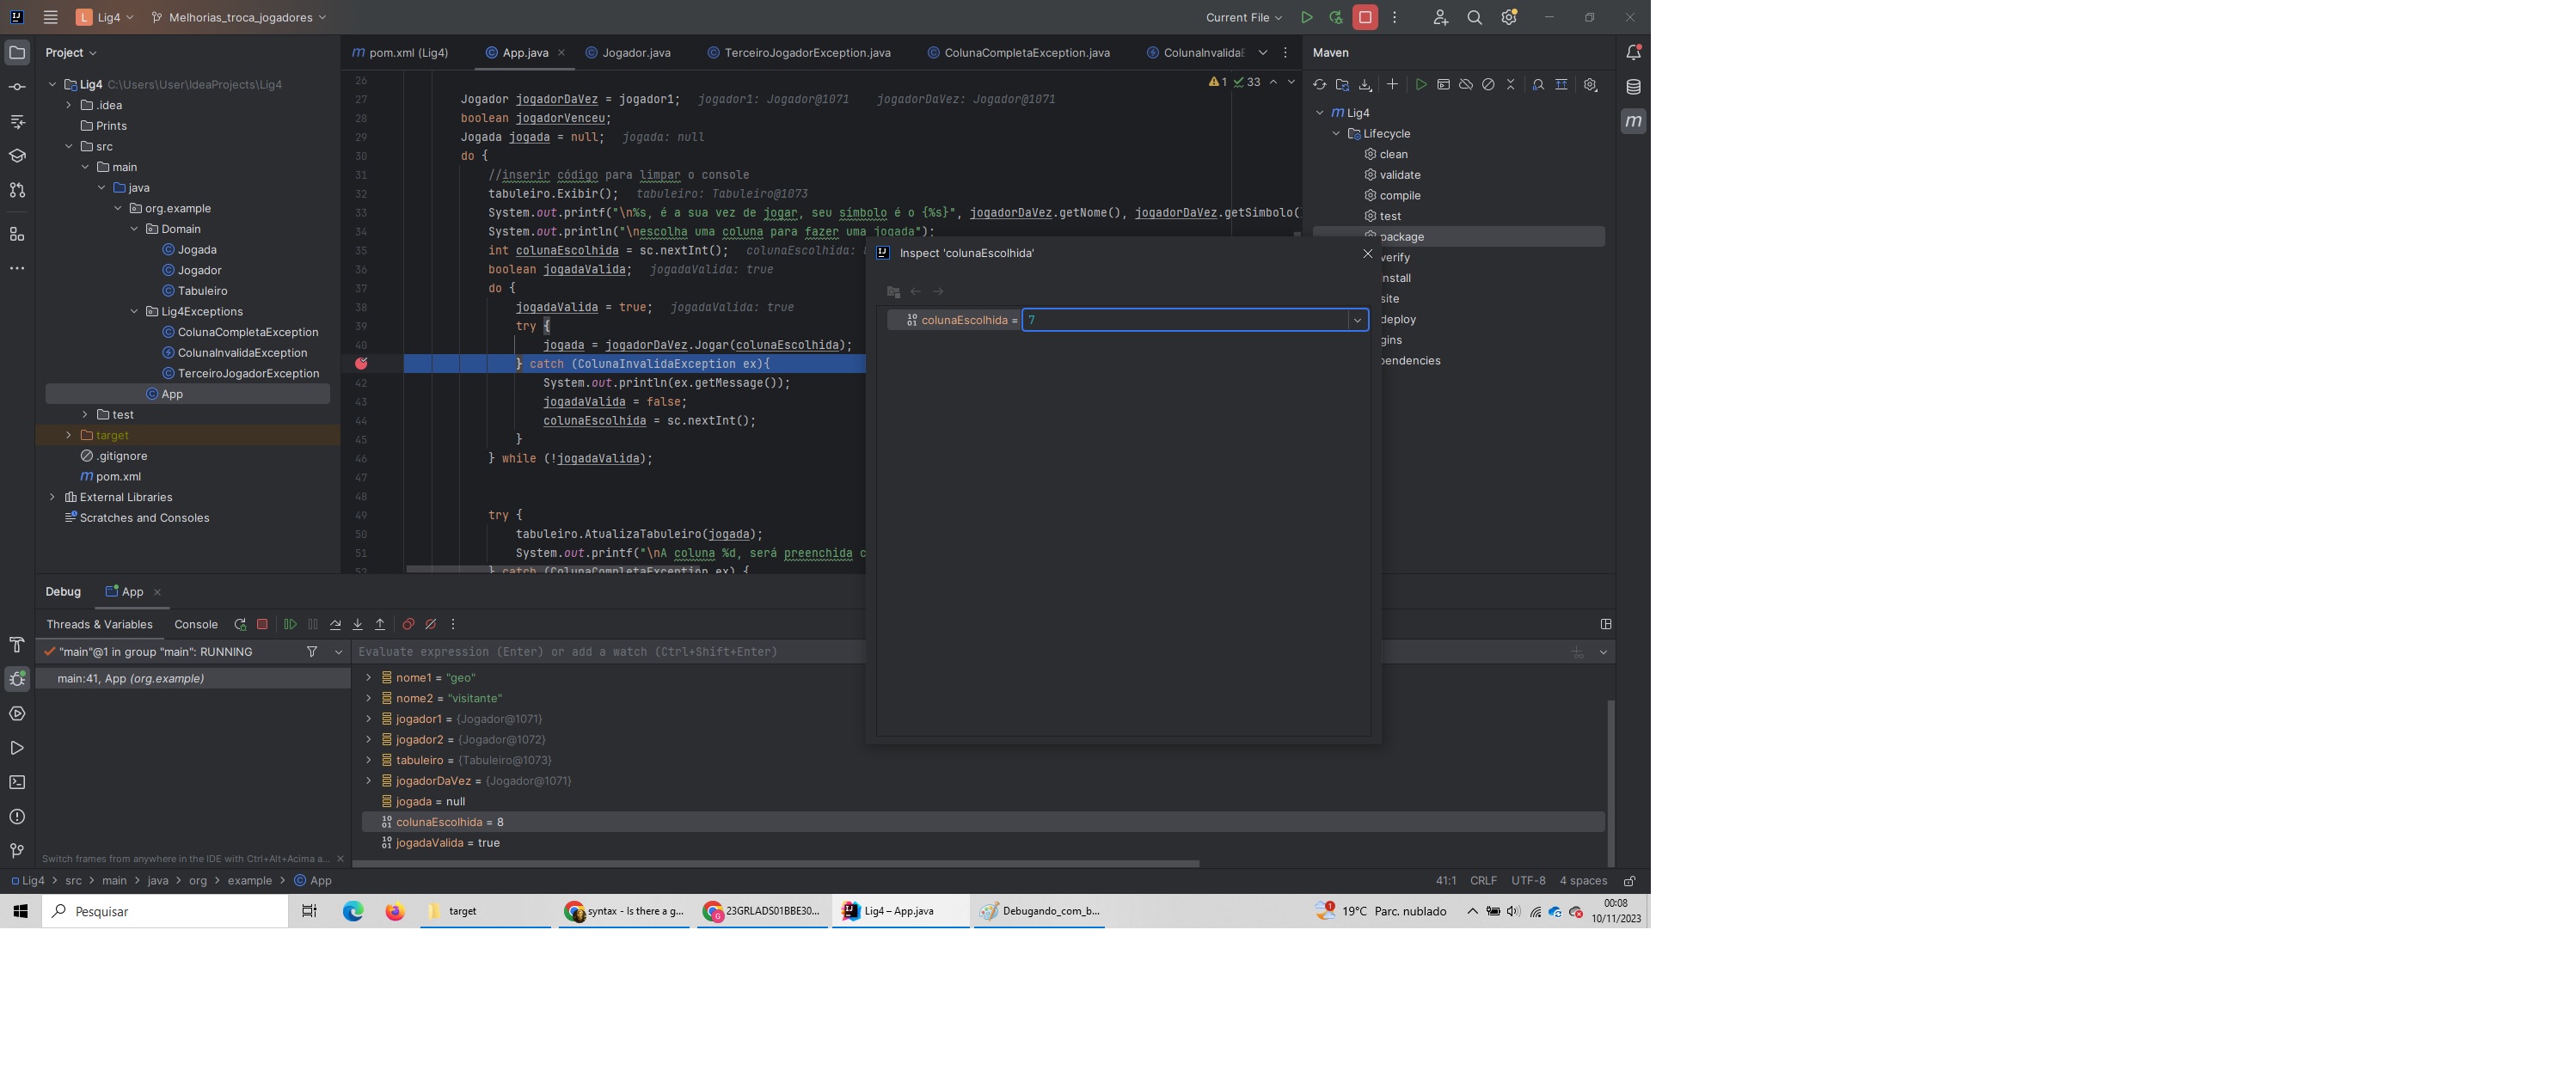 Lig4
Melhorias_troca_jogadores
Current File
Project
pom.xml (Lig4)
App.java
Jogador.java
TerceiroJogadorException.java
ColunaCompletaException.java
ColunaInvalidaE
Maven
Lig4 C:\Users\User\IdeaProjects\Lig4
.idea
Prints
src
main
java
org.example
Domain
Jogada
Jogador
Tabuleiro
Lig4Exceptions
ColunaCompletaException
ColunaInvalidaException
TerceiroJogadorException
App
test
target
.gitignore
pom.xml
External Libraries
Scratches and Consoles
1 33
26
27 Jogador jogadorDaVez = jogador1; jogador1: Jogador@1071 jogadorDaVez: Jogador@1071
28 boolean jogadorVenceu;
29 Jogada jogada = null; jogada: null
30 do {
31 //inserir código para limpar o console
32 tabuleiro.Exibir(); tabuleiro: Tabuleiro@1073
33 System.out.printf("\n%s, é a sua vez de jogar, seu simbolo é o {%s}", jogadorDaVez.getNome(), jogadorDaVez.getSimbolo(
34 System.out.println("\nescolha uma coluna para fazer uma jogada");
35 int colunaEscolhida = sc.nextInt(); colunaEscolhida:
36 boolean jogadaValida; jogadaValida: true
37 do {
38 jogadaValida = true; jogadaValida: true
39 try {
40 jogada = jogadorDaVez.Jogar(colunaEscolhida);
} catch (ColunaInvalidaException ex){
42 System.out.println(ex.getMessage());
43 jogadaValida = false;
44 colunaEscolhida = sc.nextInt();
45 }
46 } while (!jogadaValida);
47
48
49 try {
50 tabuleiro.AtualizaTabuleiro(jogada);
51 System.out.printf("\nA coluna %d, será preenchida c
52 } catch (ColunaCompletaException ex) {
Inspect 'colunaEscolhida'
colunaEscolhida = 7
Lig4
Lifecycle
clean
validate
compile
test
package
verify
nstall
site
deploy
gins
pendencies
Debug
App
Threads & Variables
Console
"main"@1 in group "main": RUNNING
main:41, App (org.example)
Switch frames from anywhere in the IDE with Ctrl+Alt+Acima a...
Evaluate expression (Enter) or add a watch (Ctrl+Shift+Enter)
nome1 = "geo"
nome2 = "visitante"
jogador1 = {Jogador@1071}
jogador2 = {Jogador@1072}
tabuleiro = {Tabuleiro@1073}
jogadorDaVez = {Jogador@1071}
jogada = null
colunaEscolhida = 8
jogadaValida = true
Lig4 > src > main > java > org > example > App
41:1 CRLF UTF-8 4 spaces
Pesquisar
target
syntax - Is there a g...
23GRLADS01BBE30...
Lig4 – App.java
Debugando_com_b...
19°C Parc. nublado
00:08
10/11/2023